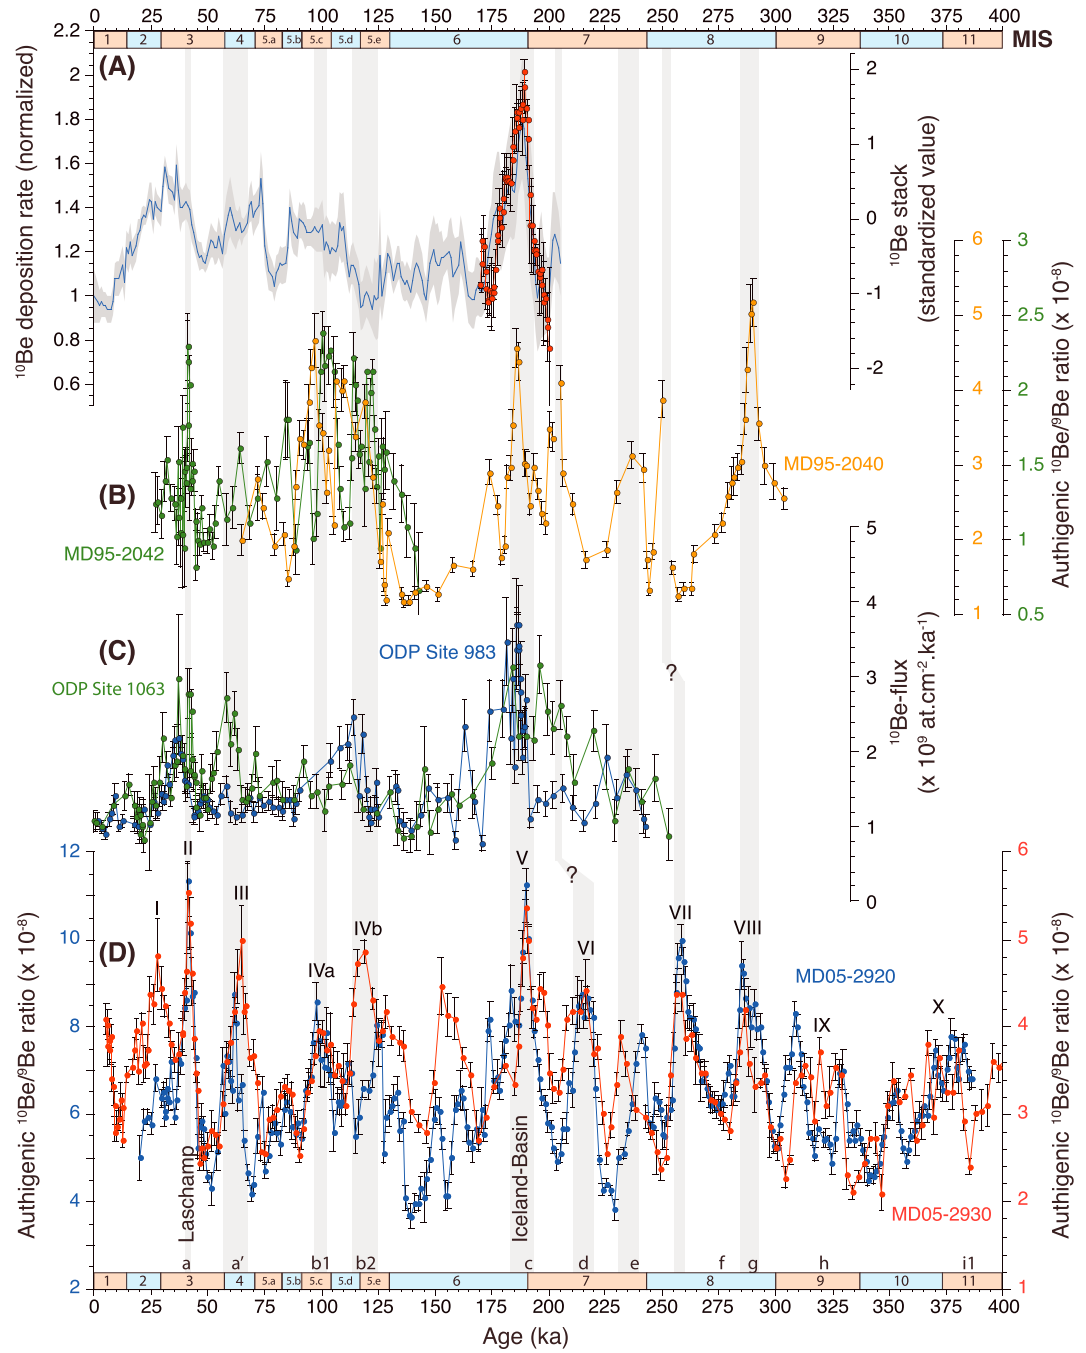 0 25 50 75 100 125 150 175 200 225 250 275 300 325 350 375 400
1 2 3 4 5.a 5.b 5.c 5.d 5.e 6 7 8 9 10 11 MIS
(A)
10Be deposition rate (normalized)
2.2
2
1.8
1.6
1.4
1.2
1
0.8
0.6
2
1
0
-1
-2
10Be stack
(standardized value)
6
5
4
3
2
1
3
2.5
2
1.5
1
0.5
Authigenic 10Be/9Be ratio (x 10-8)
(B)
MD95-2042
MD95-2040
(C)
ODP Site 983
ODP Site 1063
?
?
5
4
3
2
1
0
10Be-flux
(x 109 at.cm-2.ka-1)
(D)
12
10
8
6
4
2
Authigenic 10Be/9Be ratio (x 10-8)
6
5
4
3
2
1
Authigenic 10Be/9Be ratio (x 10-8)
I II III IVa IVb V VI VII VIII IX X
MD05-2920
MD05-2930
Laschamp
Iceland-Basin
a a' b1 b2 c d e f g h i1
1 2 3 4 5.a 5.b 5.c 5.d 5.e 6 7 8 9 10 11
0 25 50 75 100 125 150 175 200 225 250 275 300 325 350 375 400
Age (ka)